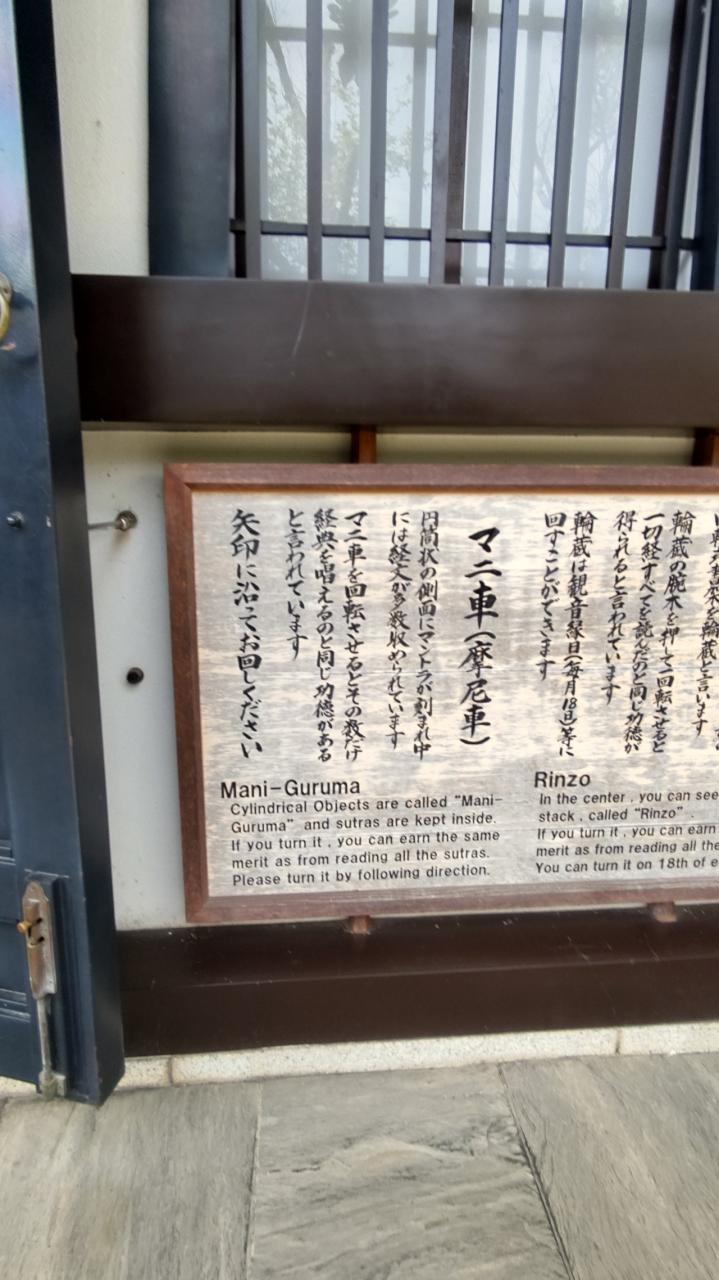 輪蔵の腕木を押して一回転させると
一切経すべてを読んだのと同じ功徳が
得られると言われています
輪蔵は観音縁日(毎月18日)等に
回すことができます
マニ車(摩尼車)
円筒状の側面にマントラが刻まれ中
には経文が多数収められています
マニ車を回転させるとその数だけ
経典を唱えるのと同じ功徳がある
と言われています
矢印に沿ってお回しください
Mani-Guruma
Cylindrical Objects are called "Mani-
Guruma" and sutras are kept inside.
If you turn it , you can earn the same
merit as from reading all the sutras.
Please turn it by following direction.
Rinzo
In the center , you can see
stack , called "Rinzo" .
If you turn it , you can earn
merit as from reading all the
You can turn it on 18th of e